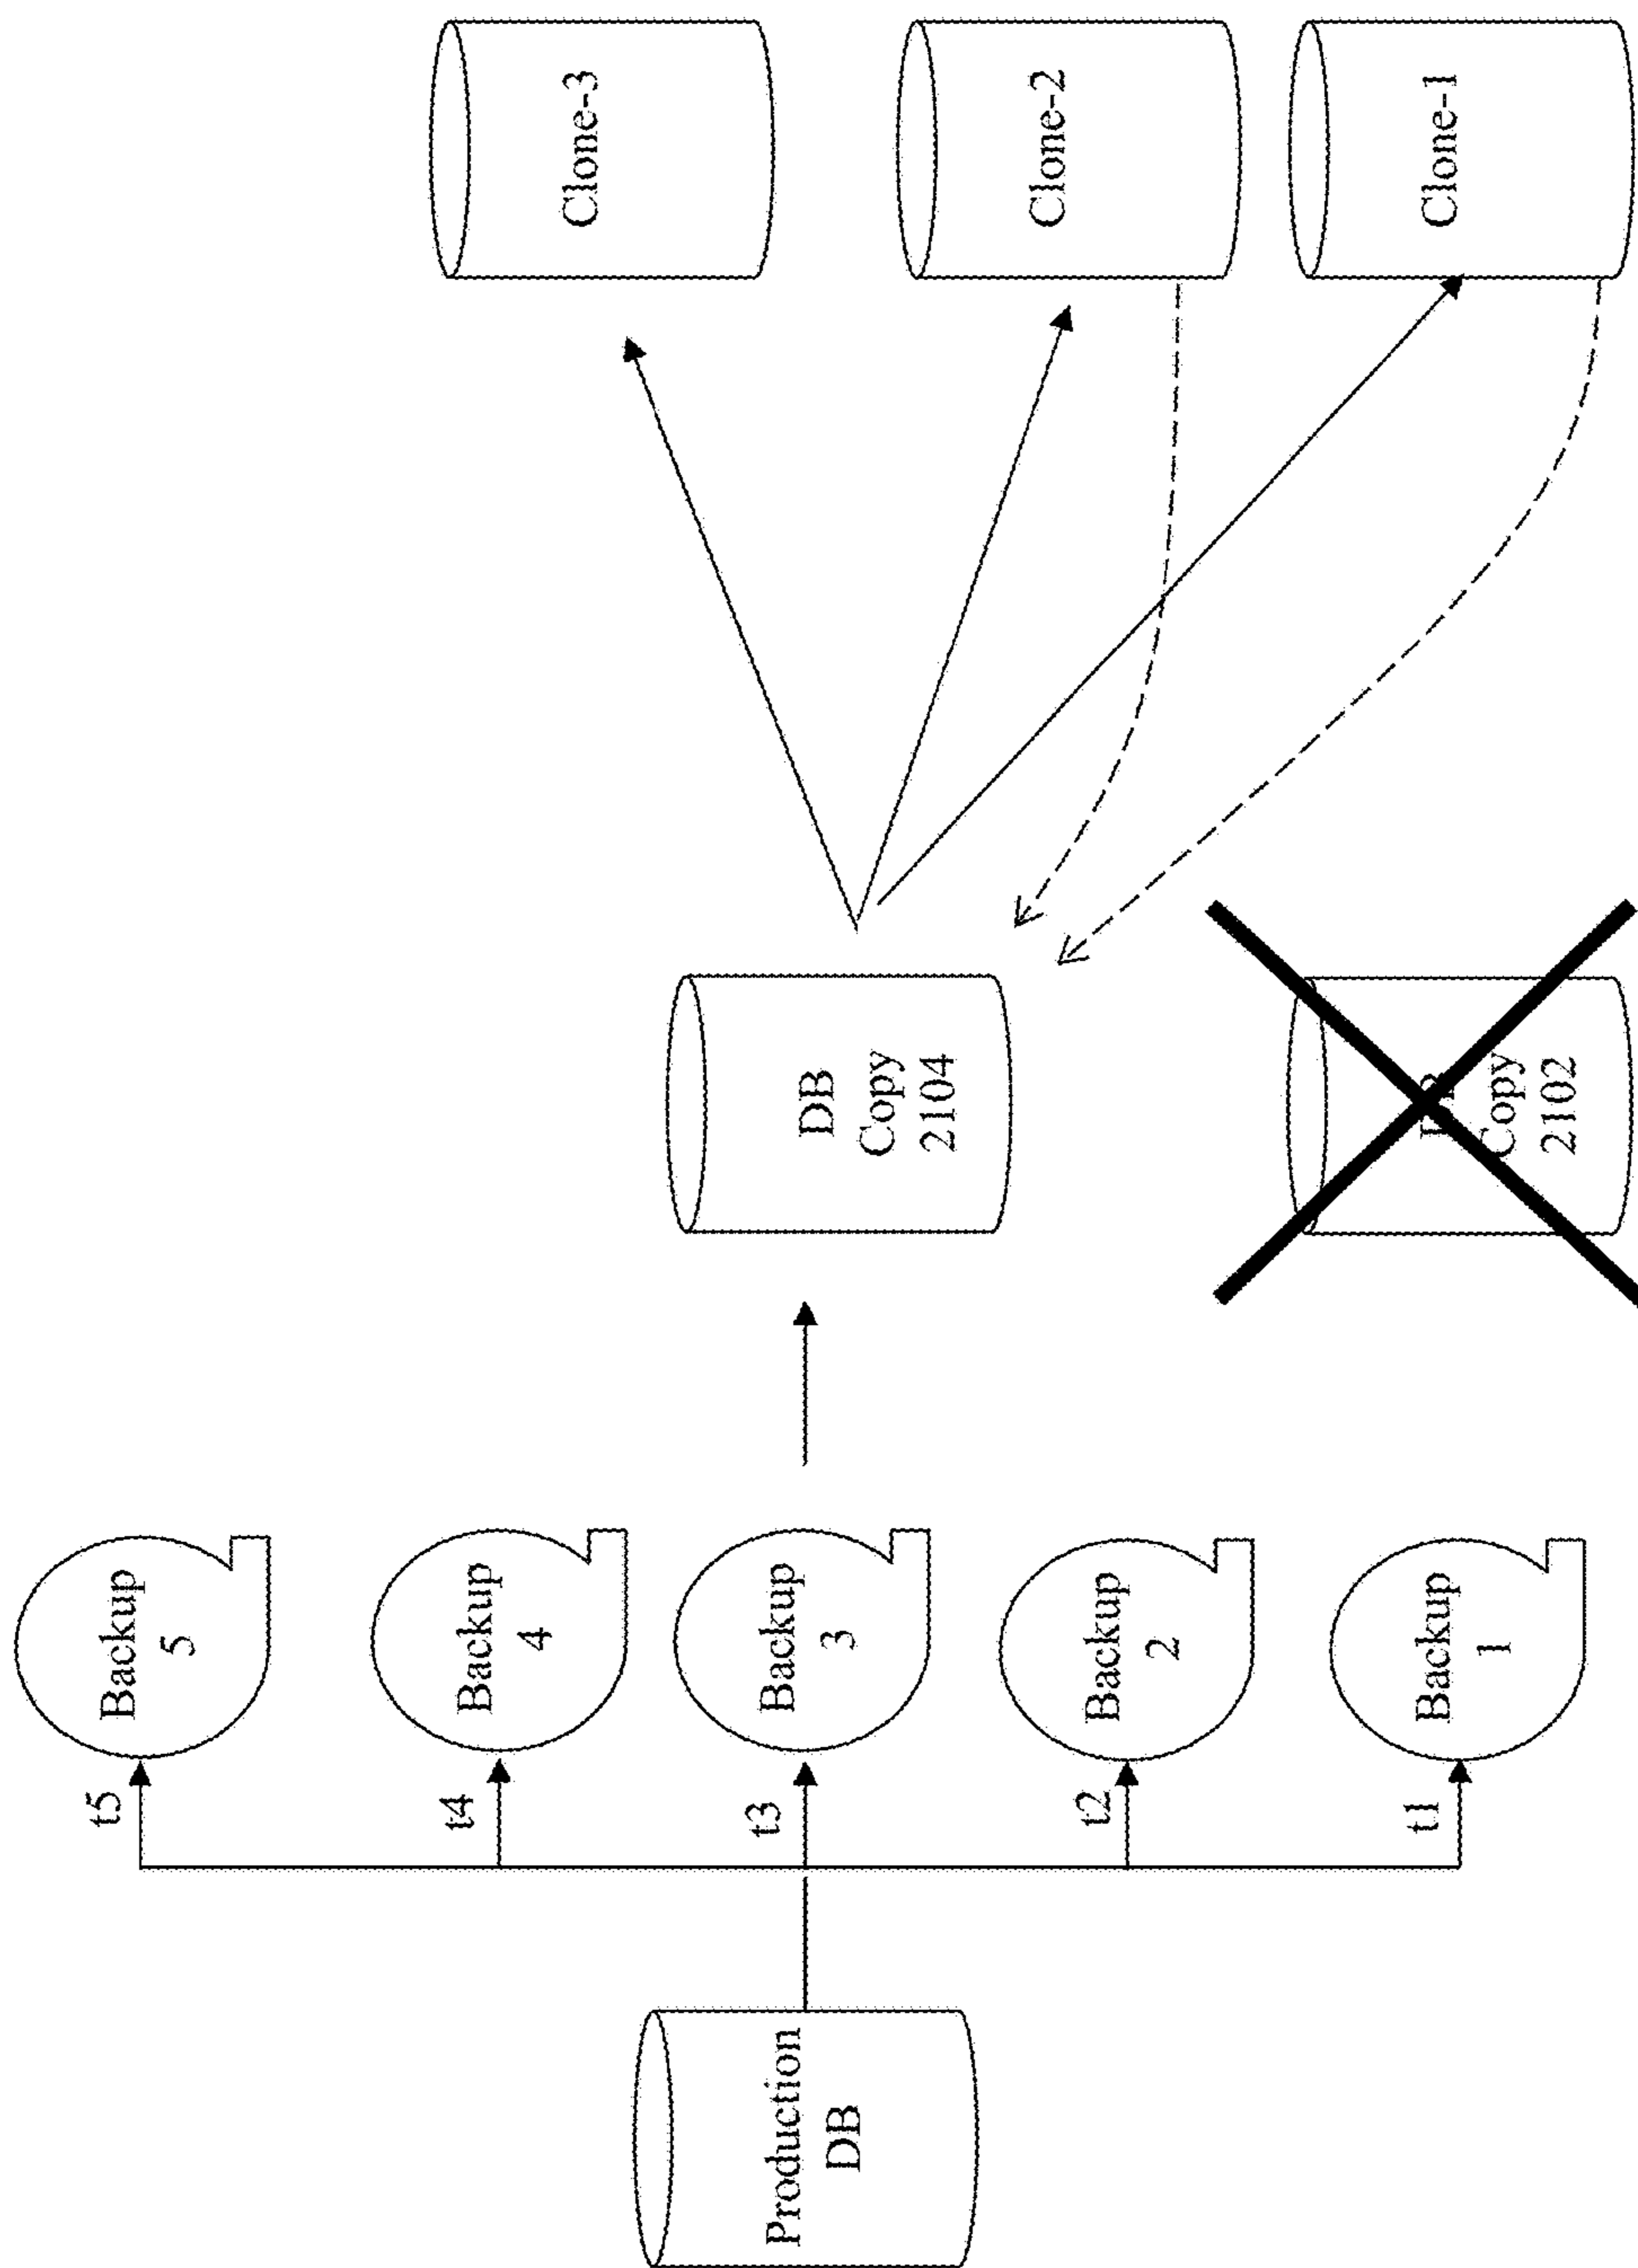 Production
DB
t5
Backup
5
t4
Backup
4
t3
Backup
3
t2
Backup
2
t1
Backup
1
DB
Copy
2104
Copy
2102
Clone-3
Clone-2
Clone-1